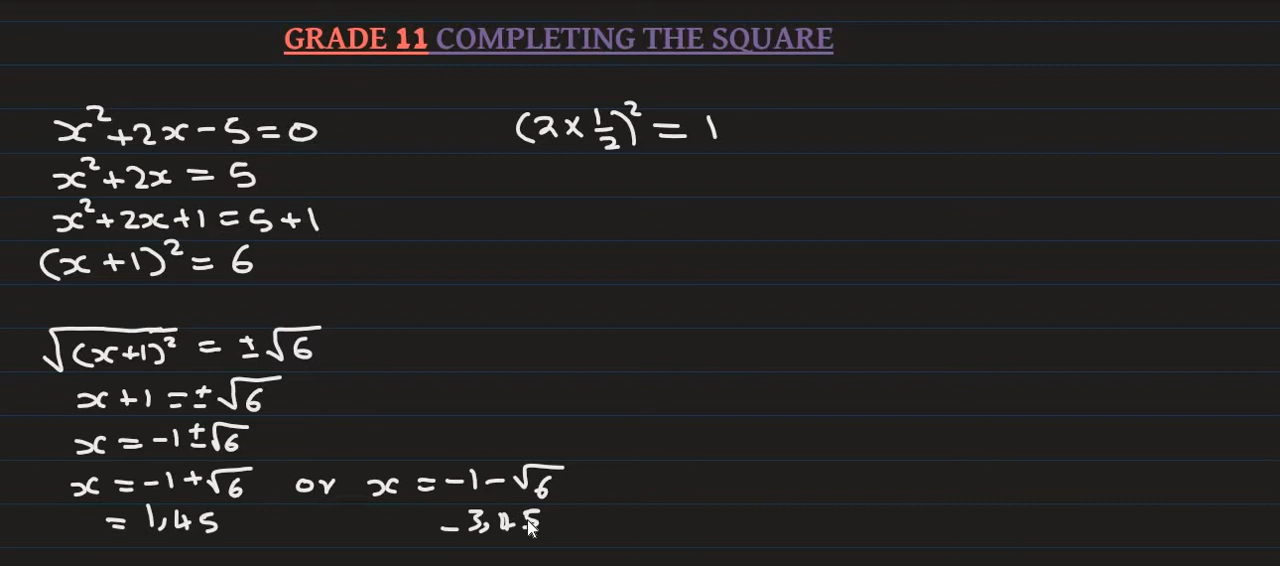 GRADE 11 COMPLETING THE SQUARE
x²+2x-5=0 (2×½)²=1
x²+2x=5
x²+2x+1=5+1
(x+1)²=6
√(x+1)²=±√6
x+1=±√6
x=-1±√6
x=-1+√6 or x=-1-√6
=1,45 -3,45